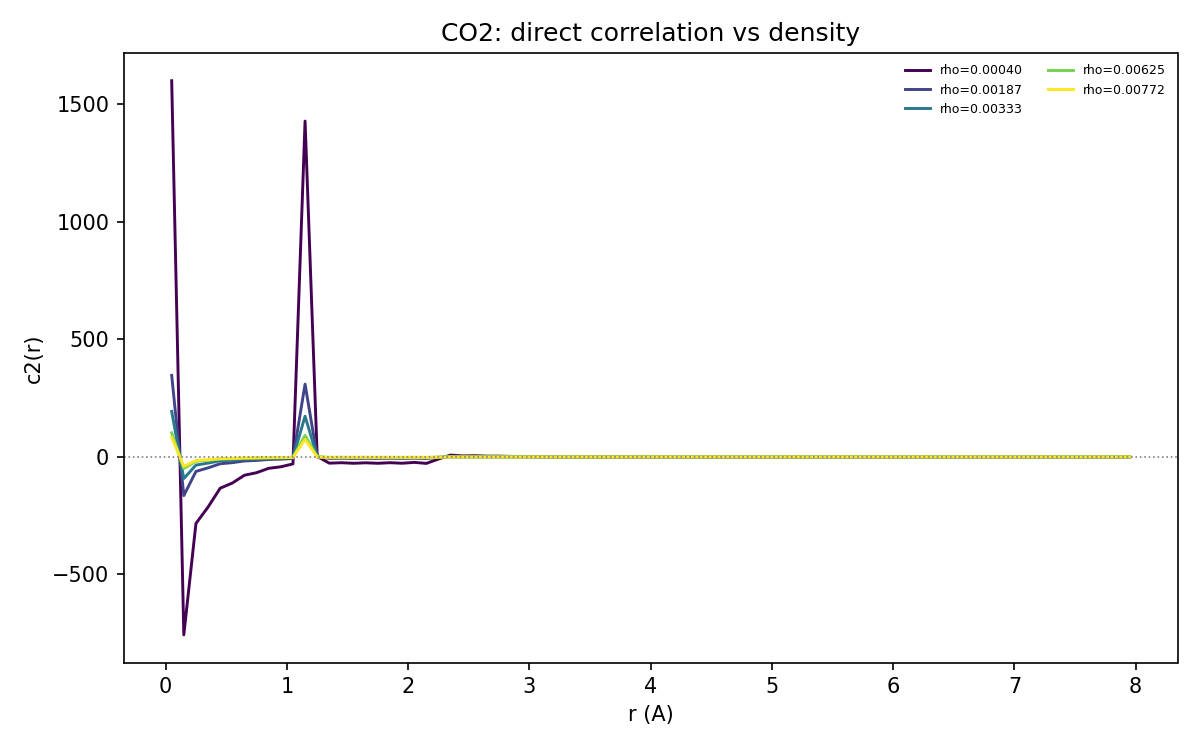 CO2: direct correlation vs density
rho=0.00040
rho=0.00187
rho=0.00333
rho=0.00625
rho=0.00772
1500
1000
500
0
−500
c2(r)
0 1 2 3 4 5 6 7 8
r (A)